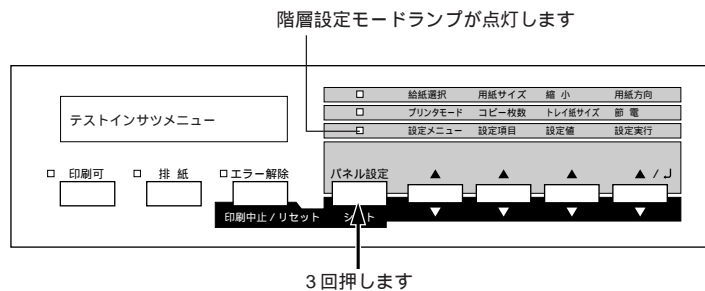 階層設定モードランプが点灯します
給紙選択 用紙サイズ 縮 小 用紙方向
プリンタモード コピー枚数 トレイ紙サイズ 節 電
テストインサツメニュー
設定メニュー 設定項目 設定値 設定実行
印刷可 排 紙 エラー解除 パネル設定 ▲ ▲ ▲ ▲ / ┘
印刷中止 / リセット シフト ▼ ▼ ▼ ▼
3 回押します